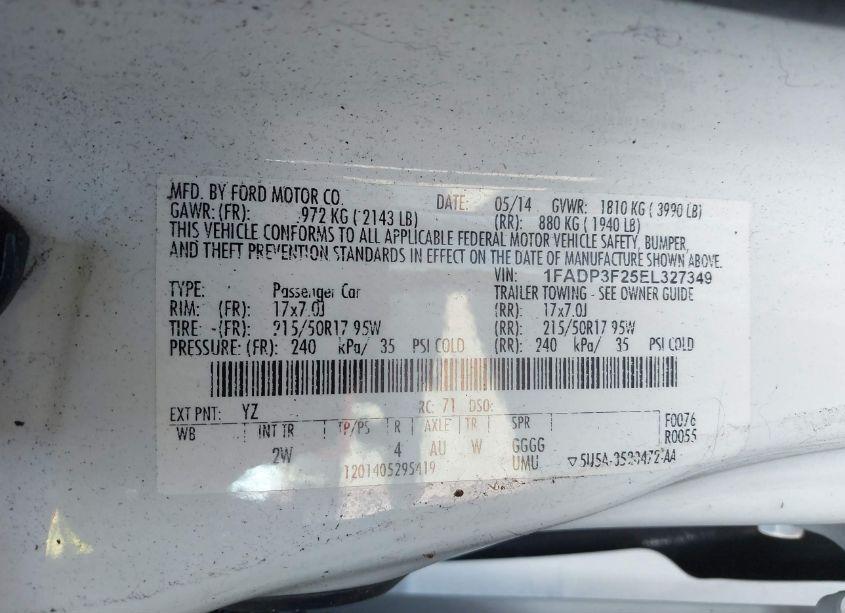 MFD. BY FORD MOTOR CO. DATE: 05/14 GVWR: 1810 KG ( 3990 LB)
GAWR: (FR): 972 KG ( 2143 LB) (RR): 880 KG ( 1940 LB)
THIS VEHICLE CONFORMS TO ALL APPLICABLE FEDERAL MOTOR VEHICLE SAFETY, BUMPER,
AND THEFT PREVENTION STANDARDS IN EFFECT ON THE DATE OF MANUFACTURE SHOWN ABOVE.
VIN: 1FADP3F25EL327349
TYPE: Passenger Car TRAILER TOWING - SEE OWNER GUIDE
RIM: (FR): 17x7.0J (RR): 17x7.0J
TIRE - (FR): 215/50R17 95W (RR): 215/50R17 95W
PRESSURE: (FR): 240 kPa/ 35 PSI COLD (RR): 240 kPa/ 35 PSI COLD
EXT PNT: YZ RC: 71 DSO:
WB INT TR TP/PS R AXLE TR SPR F0076
R0055
2W 4 AU W GGGG
1201405295419 UMU